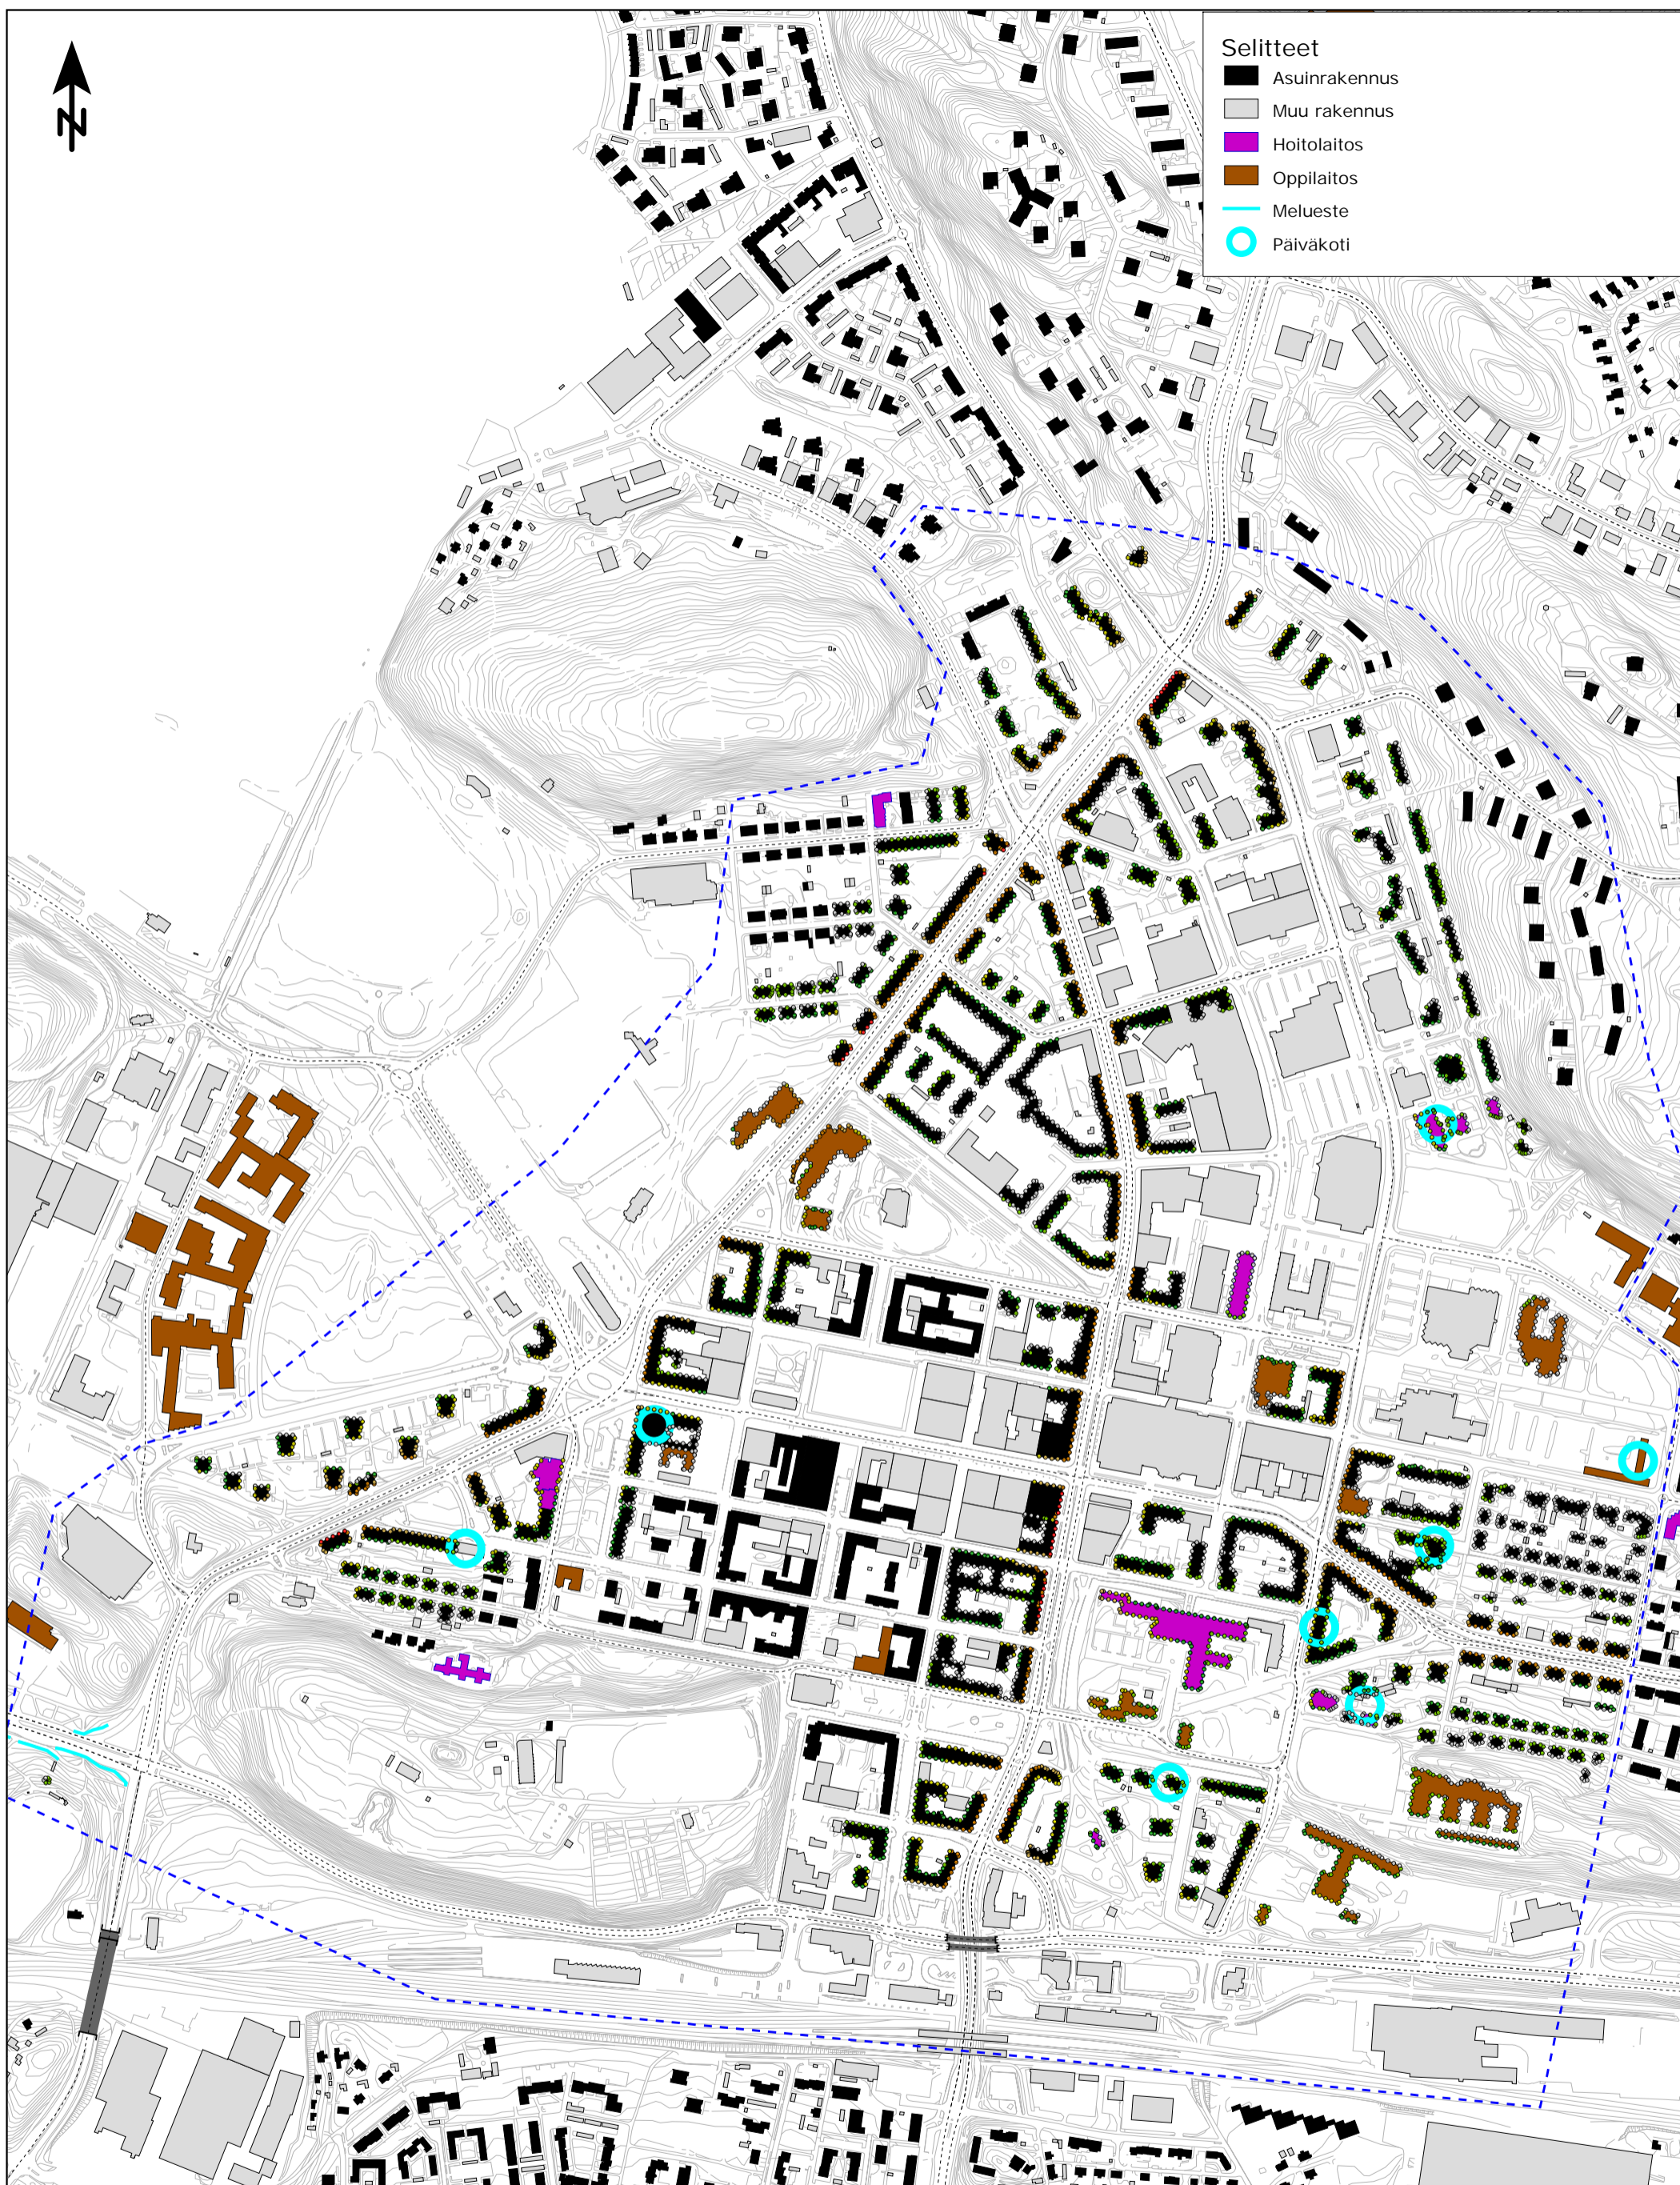 N
Selitteet
Asuinrakennus
Muu rakennus
Hoitolaitos
Oppilaitos
Melueste
Päiväkoti